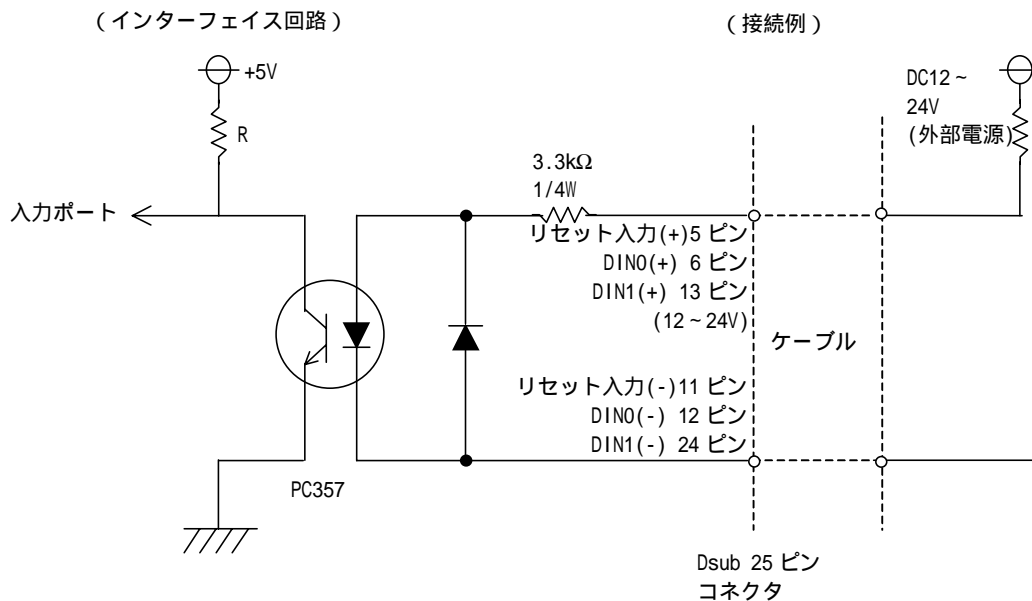 (インターフェイス回路)
(接続例)
+5V
R
DC12~
24V
(外部電源)
3.3kΩ
1/4W
入力ポート
リセット入力(+)5 ピン
DIN0(+) 6 ピン
DIN1(+) 13 ピン
(12~24V)
ケーブル
リセット入力(-)11 ピン
DIN0(-) 12 ピン
DIN1(-) 24 ピン
PC357
Dsub 25 ピン
コネクタ